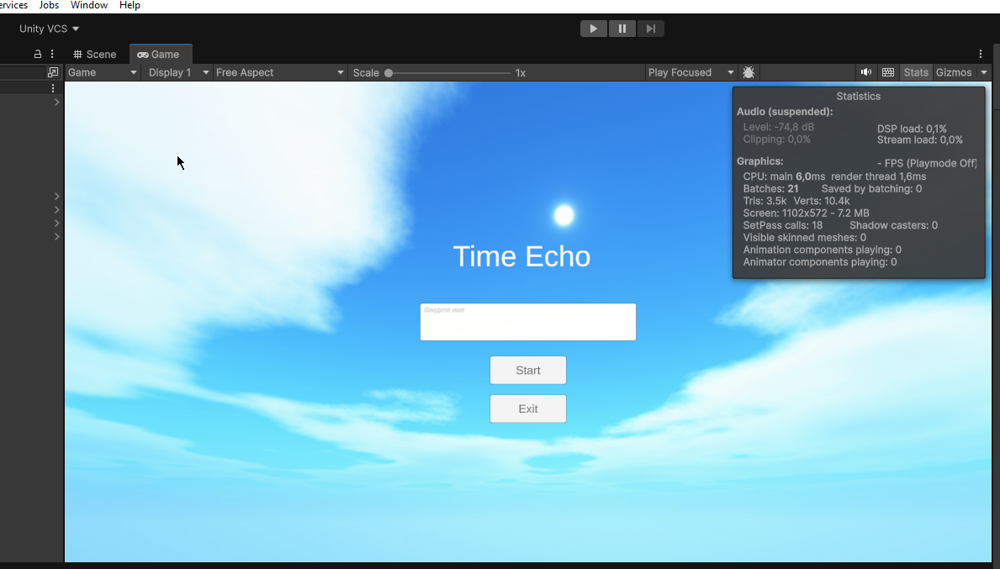 ervices Jobs Window Help
Unity VCS
Scene Game
Game Display 1 Free Aspect Scale 1x Play Focused Stats Gizmos
Statistics
Audio (suspended):
Level: -74,8 dB DSP load: 0,1%
Clipping: 0,0% Stream load: 0,0%
Graphics: - FPS (Playmode Off)
CPU: main 6,0ms render thread 1,6ms
Batches: 21 Saved by batching: 0
Tris: 3.5k Verts: 10.4k
Screen: 1102x572 - 7.2 MB
SetPass calls: 18 Shadow casters: 0
Visible skinned meshes: 0
Animation components playing: 0
Animator components playing: 0
Time Echo
Введите имя
Start
Exit